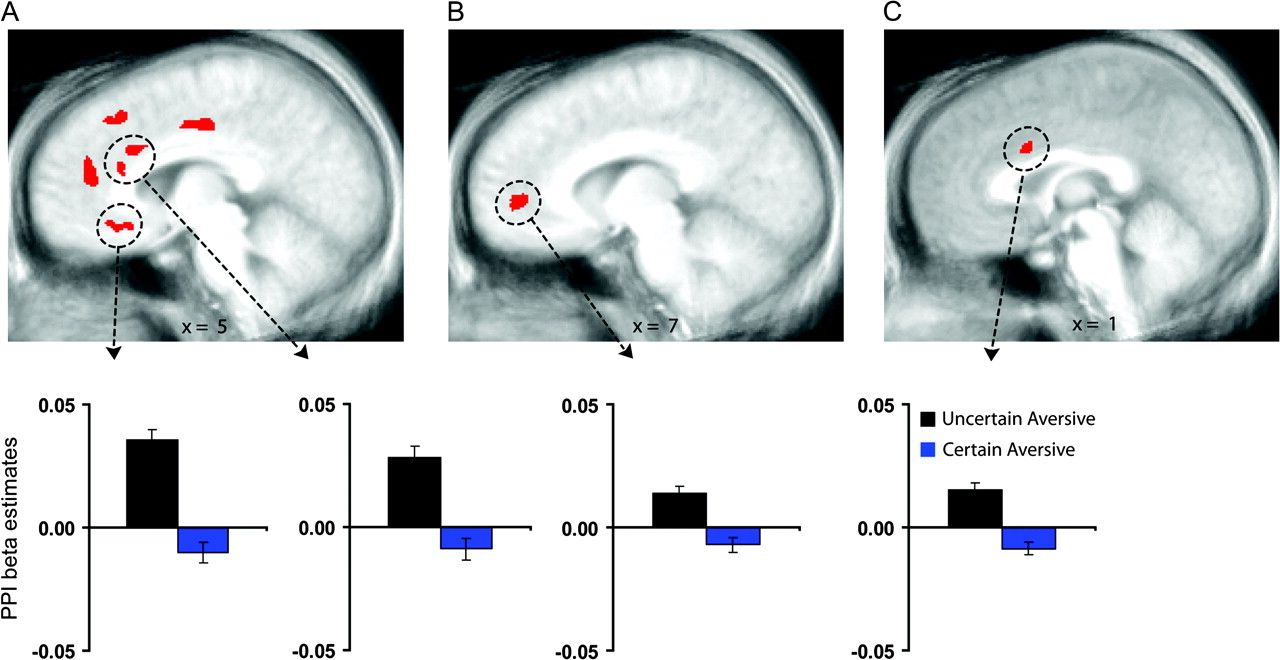 A
B
C
x = 5
x = 7
x = 1
PPI beta estimates
0.05
0.00
-0.05
0.05
0.00
-0.05
0.05
0.00
-0.05
0.05
0.00
-0.05
Uncertain Aversive
Certain Aversive